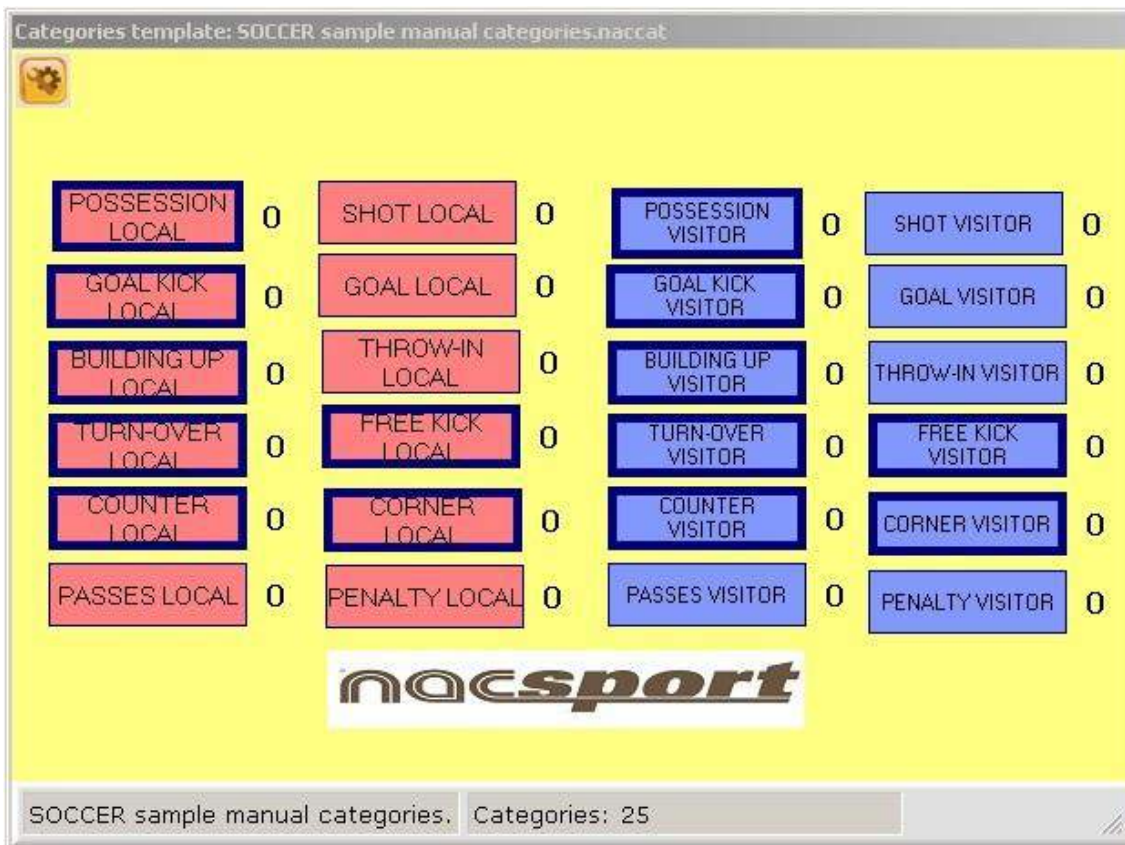 Categories template: SOCCER sample manual categories.naccat
POSSESSION
LOCAL
0
SHOT LOCAL
0
POSSESSION
VISITOR
0
SHOT VISITOR
0
GOAL KICK
LOCAL
0
GOAL LOCAL
0
GOAL KICK
VISITOR
0
GOAL VISITOR
0
BUILDING UP
LOCAL
0
THROW-IN
LOCAL
0
BUILDING UP
VISITOR
0
THROW-IN VISITOR
0
TURN-OVER
LOCAL
0
FREE KICK
LOCAL
0
TURN-OVER
VISITOR
0
FREE KICK
VISITOR
0
COUNTER
LOCAL
0
CORNER
LOCAL
0
COUNTER
VISITOR
0
CORNER VISITOR
0
PASSES LOCAL
0
PENALTY LOCAL
0
PASSES VISITOR
0
PENALTY VISITOR
0
nacsport
SOCCER sample manual categories.
Categories: 25